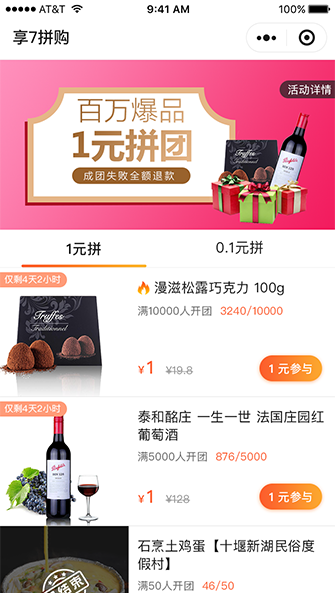 AT&T 9:41 AM 100%
享7拼购
活动详情
百万爆品
1元拼团
成团失败全额退款
Truffes
Penfolds
1元拼
0.1元拼
仅剩4天2小时
漫滋松露巧克力 100g
Truffes
Traditionnel
满10000人开团 3240/10000
¥1 ¥19.8 1 元参与
仅剩4天2小时
泰和酩庄 一生一世 法国庄园红
葡萄酒
Penfolds
满5000人开团 876/5000
¥1 ¥128 1 元参与
石烹土鸡蛋【十堰新湖民俗度
假村】
满50人开团 46/50